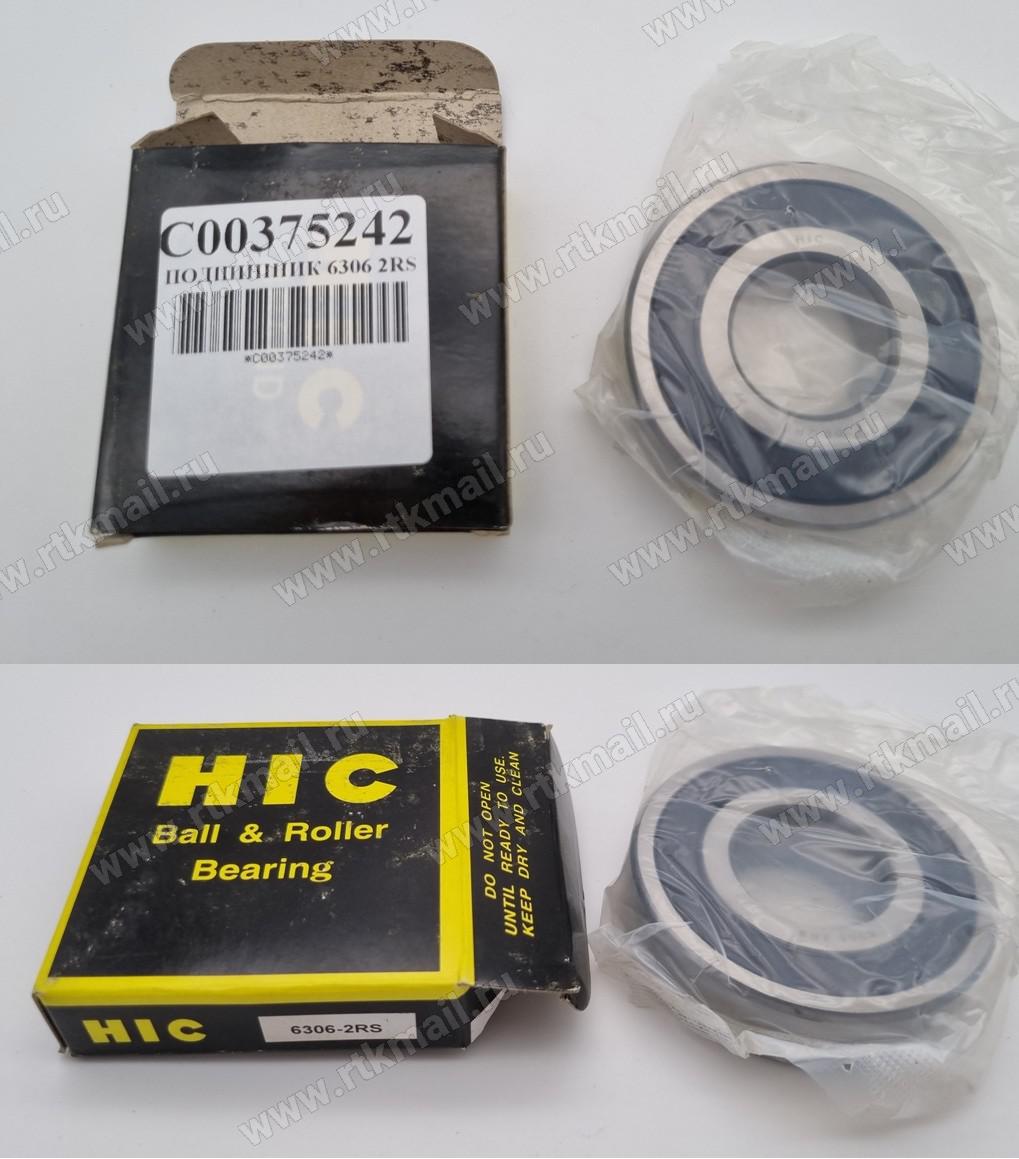 C00375242
ПОДШИПНИК 6306 2RS
*C00375242*
HIC
HIC
Ball & Roller
Bearing
DO NOT OPEN
UNTIL READY TO USE.
KEEP DRY AND CLEAN
HIC
6306-2RS
www.rtkmail.ru